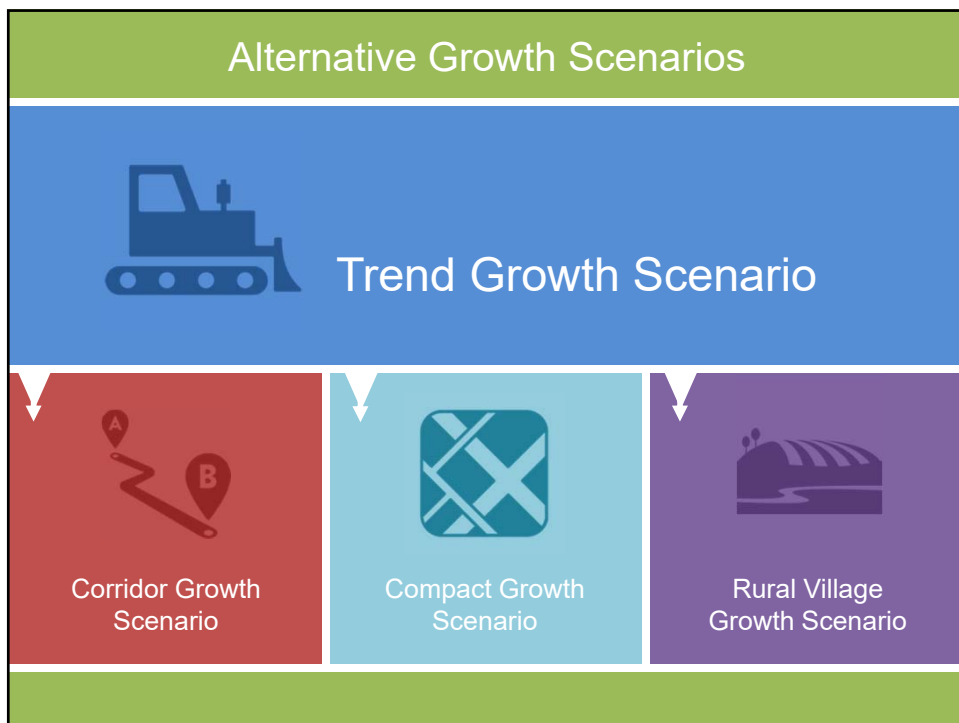 Alternative Growth Scenarios
Trend Growth Scenario
A
B
Corridor Growth
Scenario
Compact Growth
Scenario
Rural Village
Growth Scenario